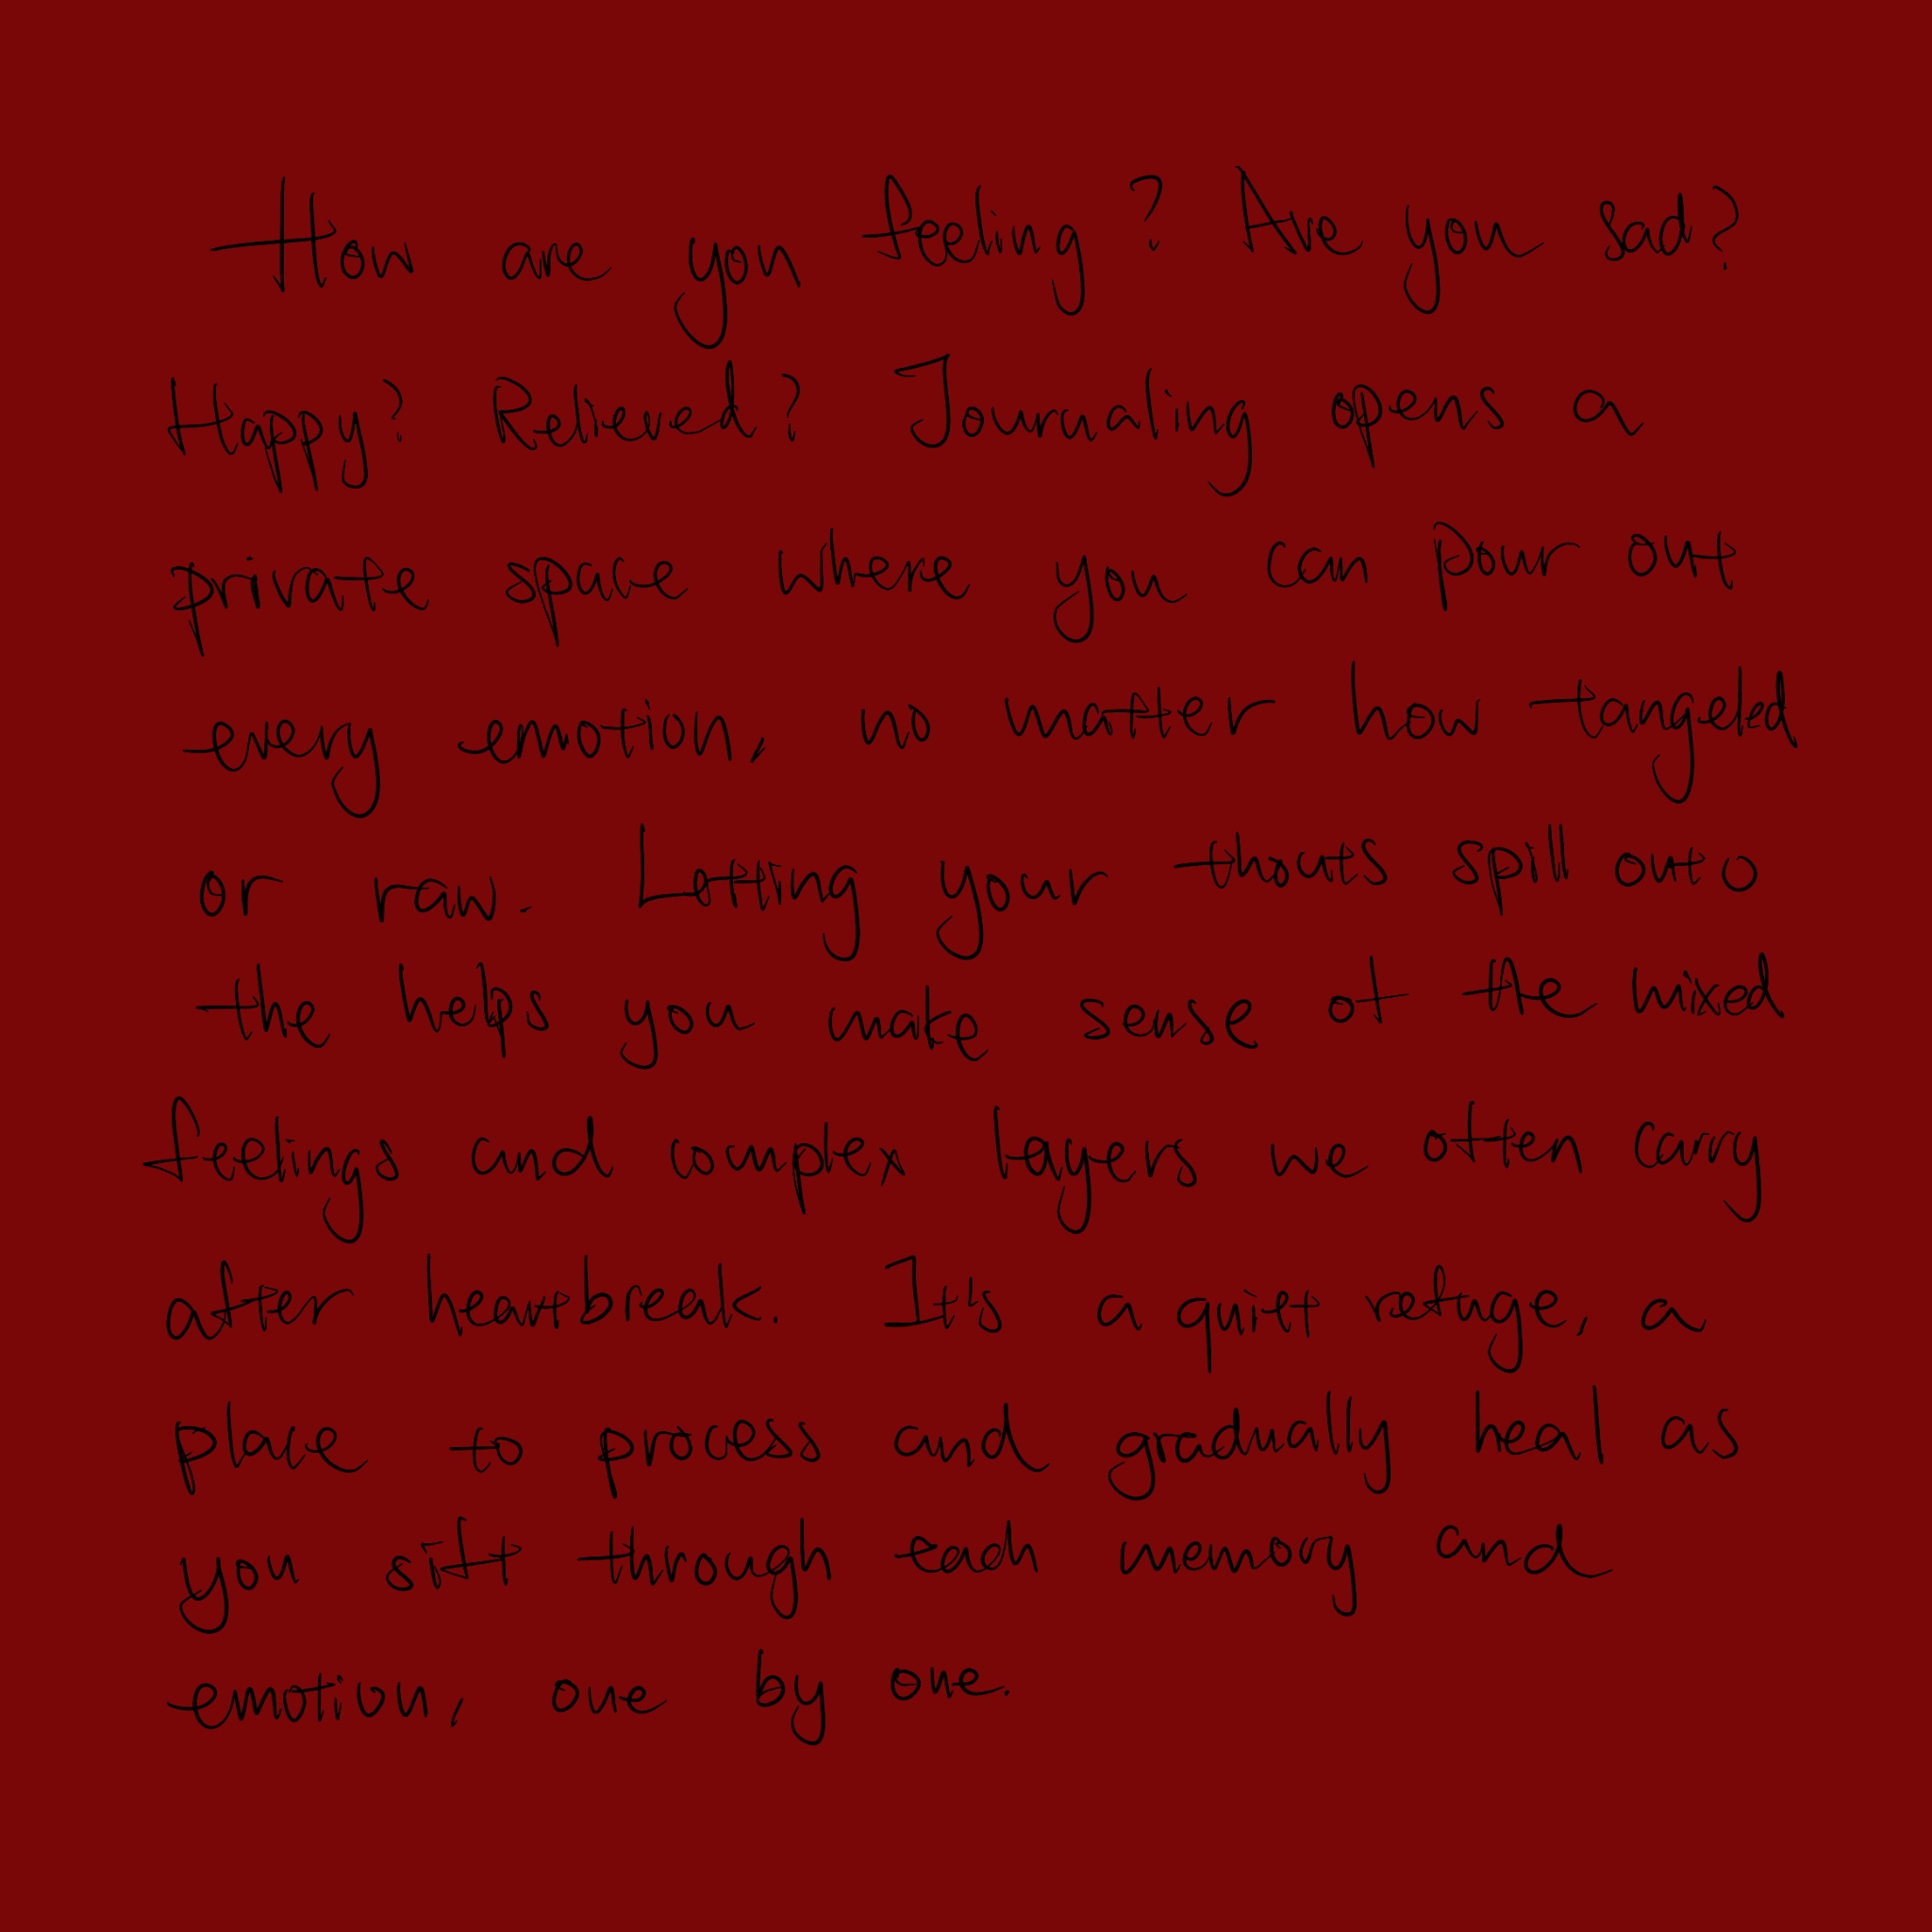 How are you feeling? Are you sad?
Happy? Relieved? Journaling opens a
private space where you can pour out
every emotion, no matter how tangled
or raw. Letting your thouts spill onto
the helps you make sense of the mixed
feelings and complex layers we often carry
after heartbreak. It's a quiet refuge, a
place to process and gradually heal as
you sift through each memory and
emotion, one by one.